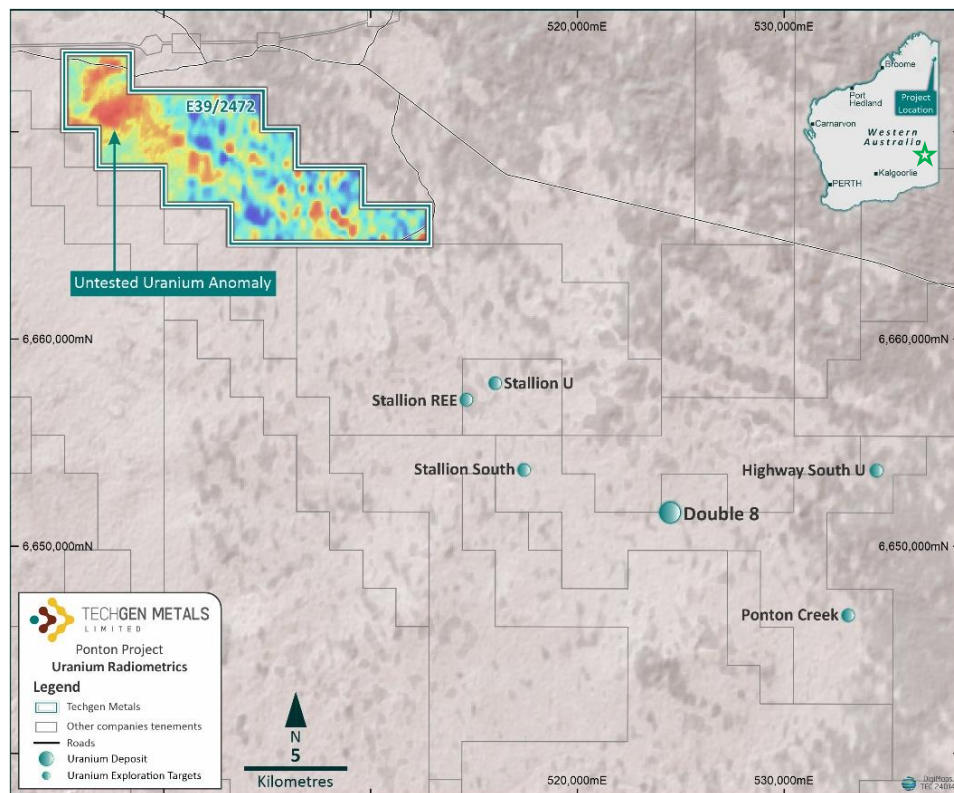 520,000mE
530,000mE
Broome
Port
Hedland
Project
Location
Carnarvon
Western
Australia
Kalgoorlie
PERTH
E39/2472
Untested Uranium Anomaly
6,660,000mN
6,660,000mN
Stallion U
Stallion REE
Stallion South
Highway South U
Double 8
6,650,000mN
6,650,000mN
Ponton Creek
TECHGEN METALS
LIMITED
Ponton Project
Uranium Radiometrics
Legend
Techgen Metals
Other companies tenements
Roads
Uranium Deposit
Uranium Exploration Targets
N
5
Kilometres
520,000mE
530,000mE
DigiMaps
TEC 24014